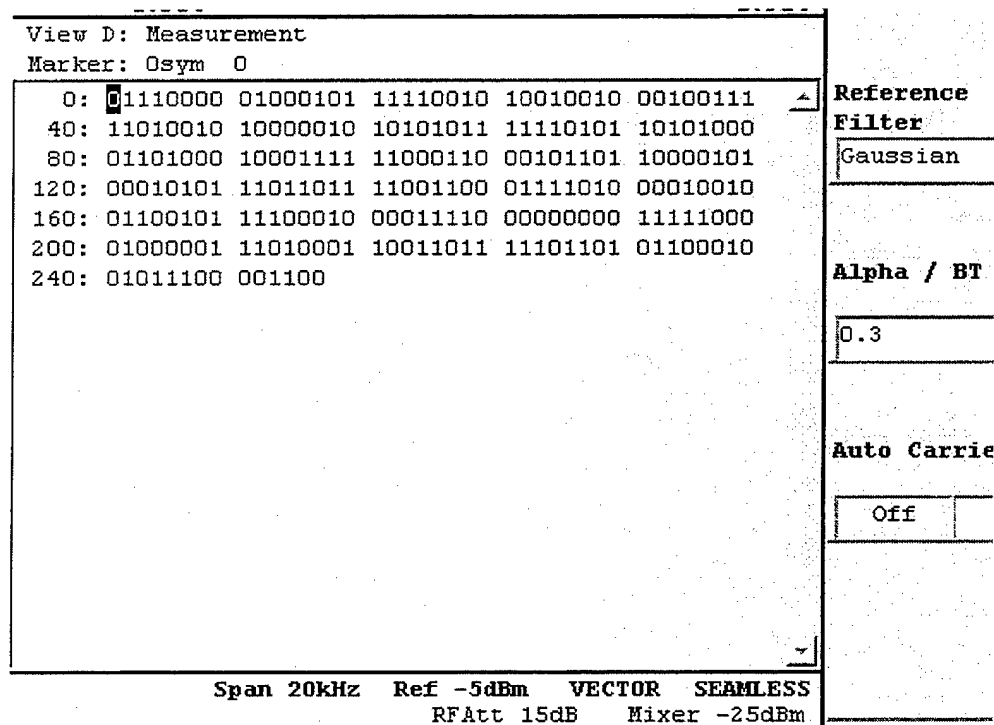 View D: Measurement
Marker: 0sym 0
0: 01110000 01000101 11110010 10010010 00100111
40: 11010010 10000010 10101011 11110101 10101000
80: 01101000 10001111 11000110 00101101 10000101
120: 00010101 11011011 11001100 01111010 00010010
160: 01100101 11100010 00011110 00000000 11111000
200: 01000001 11010001 10011011 11101101 01100010
240: 01011100 001100
Reference
Filter
Gaussian
Alpha / BT
0.3
Auto Carrie
Off
Span 20kHz Ref -5dBm VECTOR SEAMLESS
RFAtt 15dB Mixer -25dBm